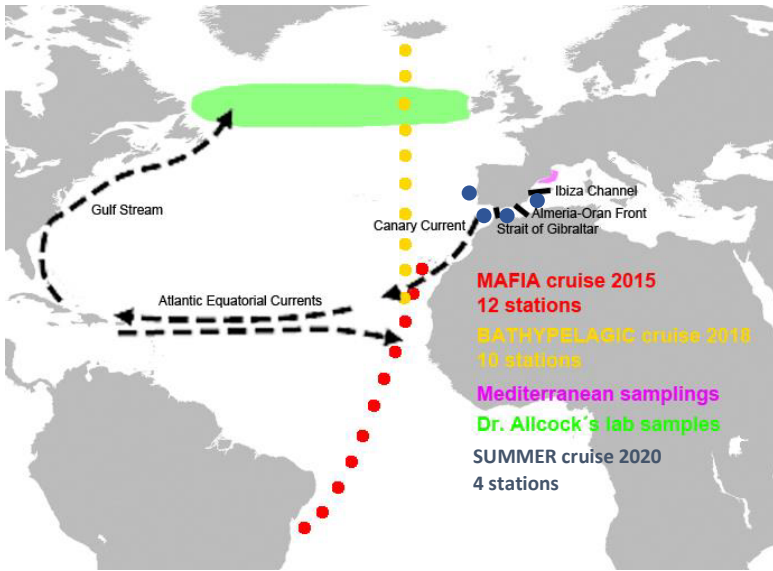 Ibiza Channel
Gulf Stream
Almeria-Oran Front
Canary Current
Strait of Gibraltar
Atlantic Equatorial Currents
MAFIA cruise 2015
12 stations
BATHYPELAGIC cruise 2018
10 stations
Mediterranean samplings
Dr. Allcock´s lab samples
SUMMER cruise 2020
4 stations